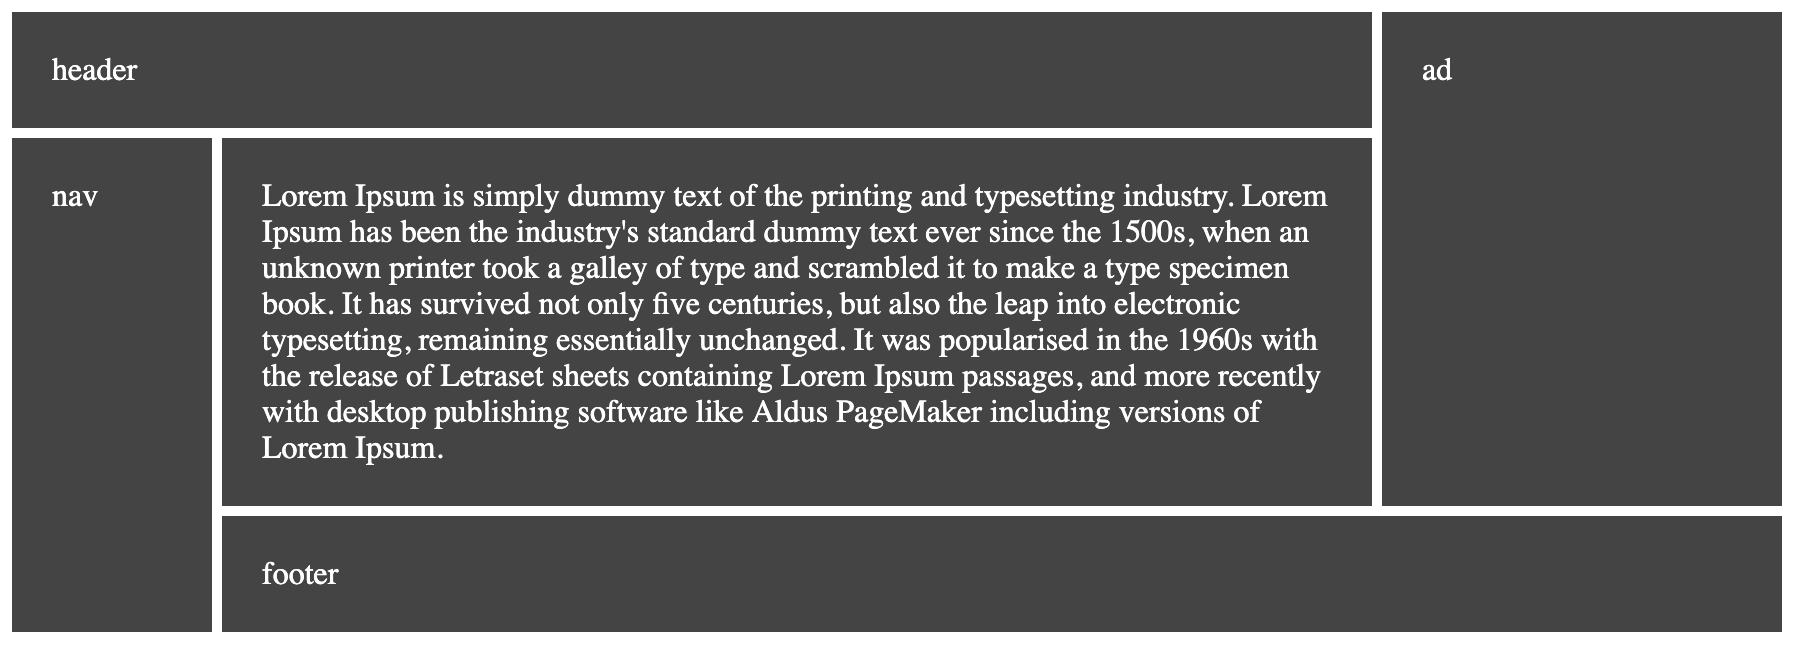 header
ad
nav
Lorem Ipsum is simply dummy text of the printing and typesetting industry. Lorem
Ipsum has been the industry's standard dummy text ever since the 1500s, when an
unknown printer took a galley of type and scrambled it to make a type specimen
book. It has survived not only five centuries, but also the leap into electronic
typesetting, remaining essentially unchanged. It was popularised in the 1960s with
the release of Letraset sheets containing Lorem Ipsum passages, and more recently
with desktop publishing software like Aldus PageMaker including versions of
Lorem Ipsum.
footer